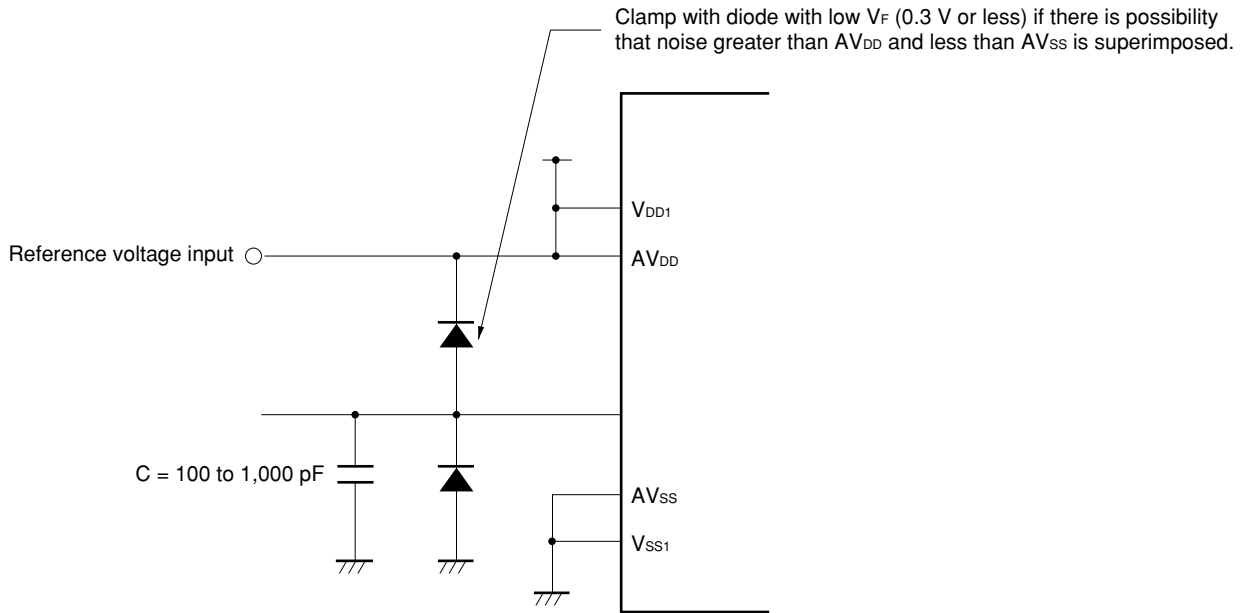 Clamp with diode with low VF (0.3 V or less) if there is possibility
that noise greater than AVDD and less than AVSS is superimposed.
VDD1
Reference voltage input
AVDD
C = 100 to 1,000 pF
AVSS
VSS1